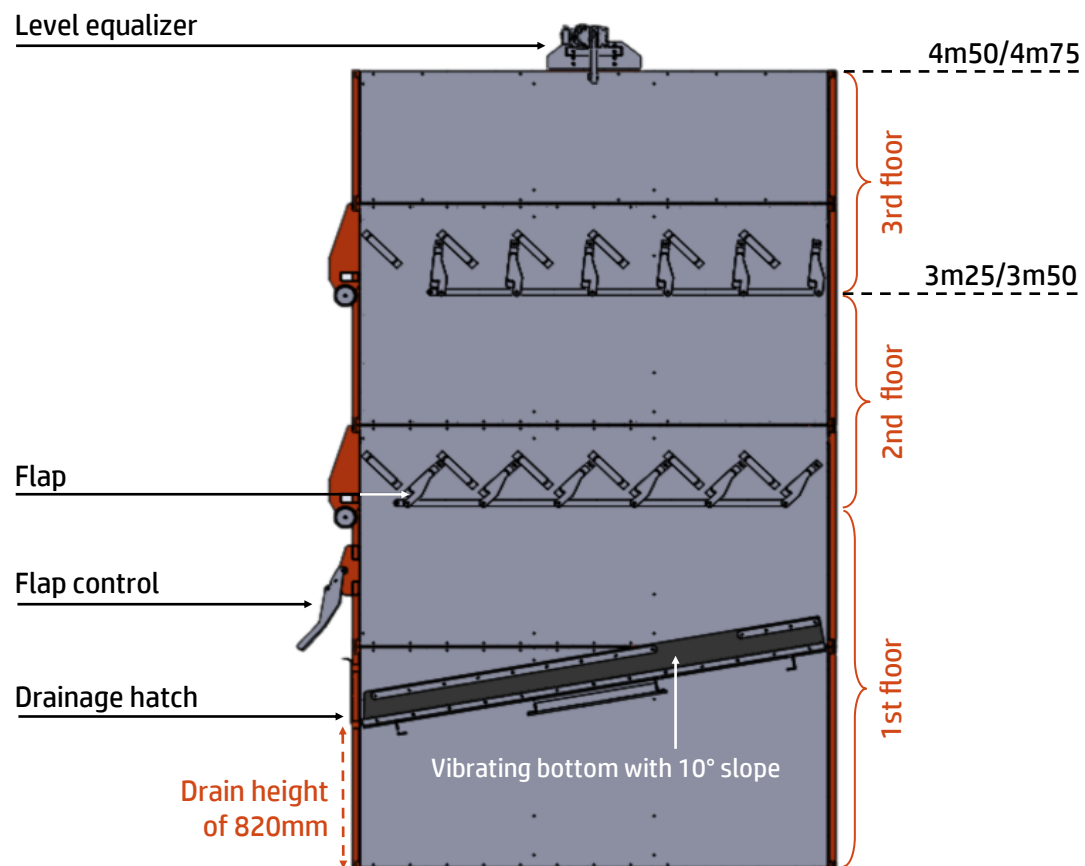 Level equalizer
4m50/4m75
3rd floor
3m25/3m50
2nd floor
Flap
Flap control
1st floor
Drainage hatch
Vibrating bottom with 10° slope
Drain height
of 820mm